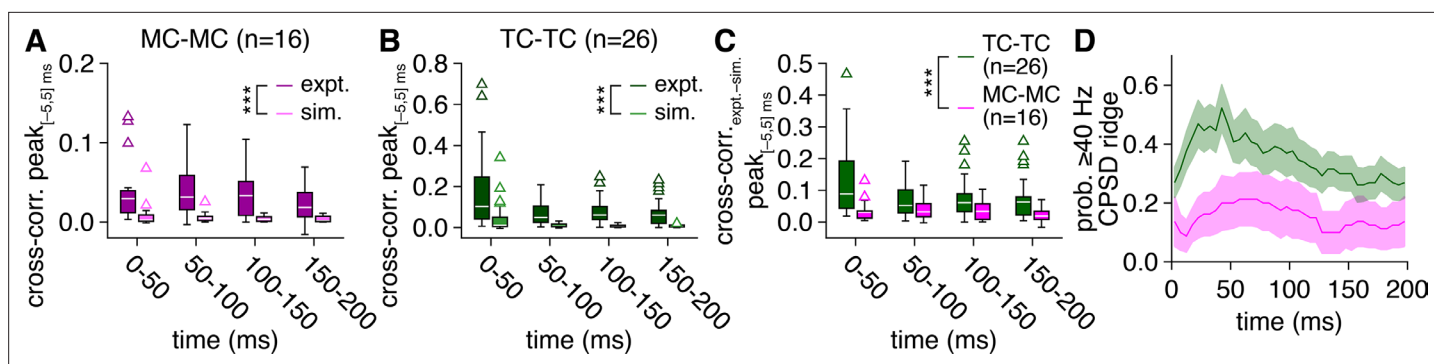 A
MC-MC (n=16)
cross-corr. peak[-5,5] ms
0.2
0.1
0.0
***
expt.
sim.
0-50
50-100
100-150
150-200
time (ms)
B
TC-TC (n=26)
cross-corr. peak[-5,5] ms
0.8
0.6
0.4
0.2
0.0
***
expt.
sim.
0-50
50-100
100-150
150-200
time (ms)
C
cross-corr.expt.-sim.
peak[-5,5] ms
0.5
0.4
0.3
0.2
0.1
0.0
***
TC-TC
(n=26)
MC-MC
(n=16)
0-50
50-100
100-150
150-200
time (ms)
D
prob. ≥40 Hz
CPSD ridge
0.6
0.4
0.2
0.0
0 50 100 150 200
time (ms)